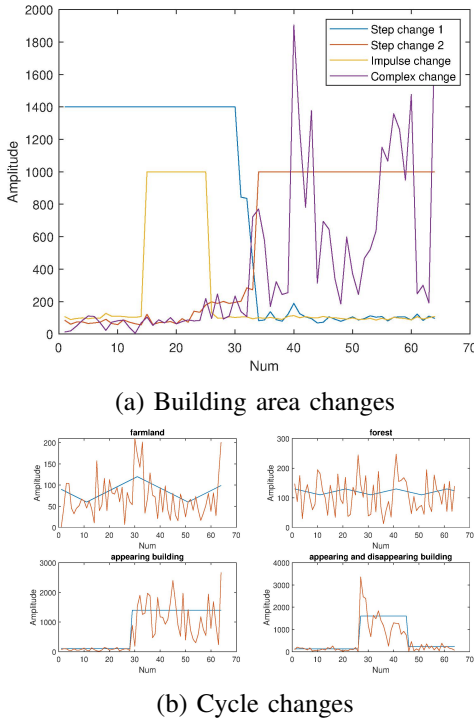 2000
1800
1600
1400
1200
1000
800
600
400
200
0
Amplitude
Step change 1
Step change 2
Impulse change
Complex change
0 10 20 30 40 50 60 70
Num
(a) Building area changes
farmland
200
150
100
50
0
Amplitude
0 10 20 30 40 50 60 70
Num
forest
300
200
100
0
Amplitude
0 10 20 30 40 50 60 70
Num
appearing building
3000
2000
1000
0
Amplitude
0 10 20 30 40 50 60 70
Num
appearing and disappearing building
4000
3000
2000
1000
0
Amplitude
0 10 20 30 40 50 60 70
Num
(b) Cycle changes